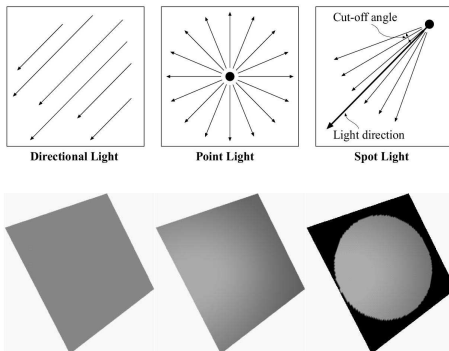 Cut-off angle
Light direction
Directional Light
Point Light
Spot Light